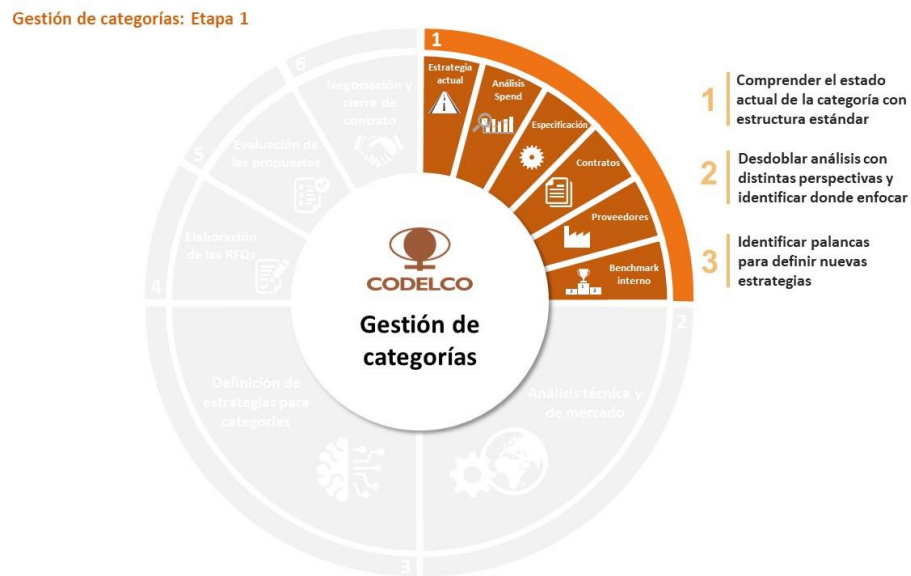 Gestión de categorías: Etapa 1
1
Estrategia
actual
Análisis
Spend
Especificación
Contratos
Proveedores
Benchmark
interno
2
Análisis técnica y
de mercado
3
Definición de
estrategias para
categorías
4
Elaboración
de las RFQs
5
Evaluación de
las propuestas
6
Negociación y
cierre de
contrato
CODELCO
Gestión de
categorías
1
Comprender el estado
actual de la categoría con
estructura estándar
2
Desdoblar análisis con
distintas perspectivas y
identificar donde enfocar
3
Identificar palancas
para definir nuevas
estrategias